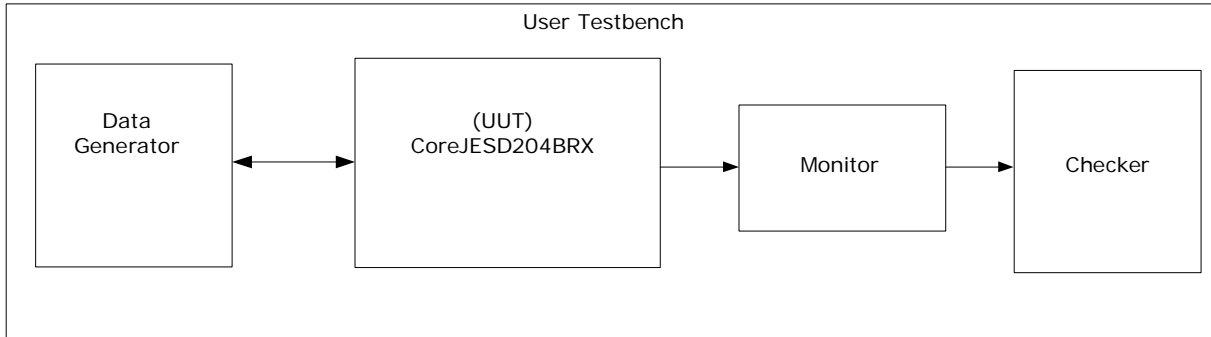 User Testbench
Data
Generator
(UUT)
CoreJESD204BRX
Monitor
Checker